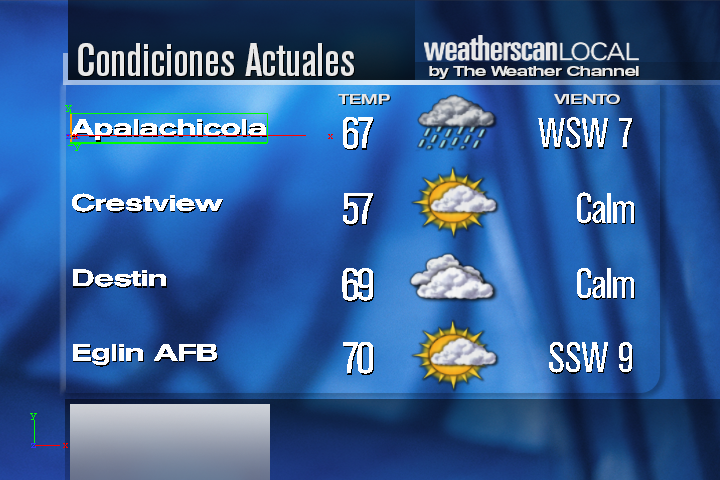 Condiciones Actuales
weatherscanLOCAL
by The Weather Channel
TEMP VIENTO
Apalachicola 67 WSW 7
Crestview 57 Calm
Destin 69 Calm
Eglin AFB 70 SSW 9